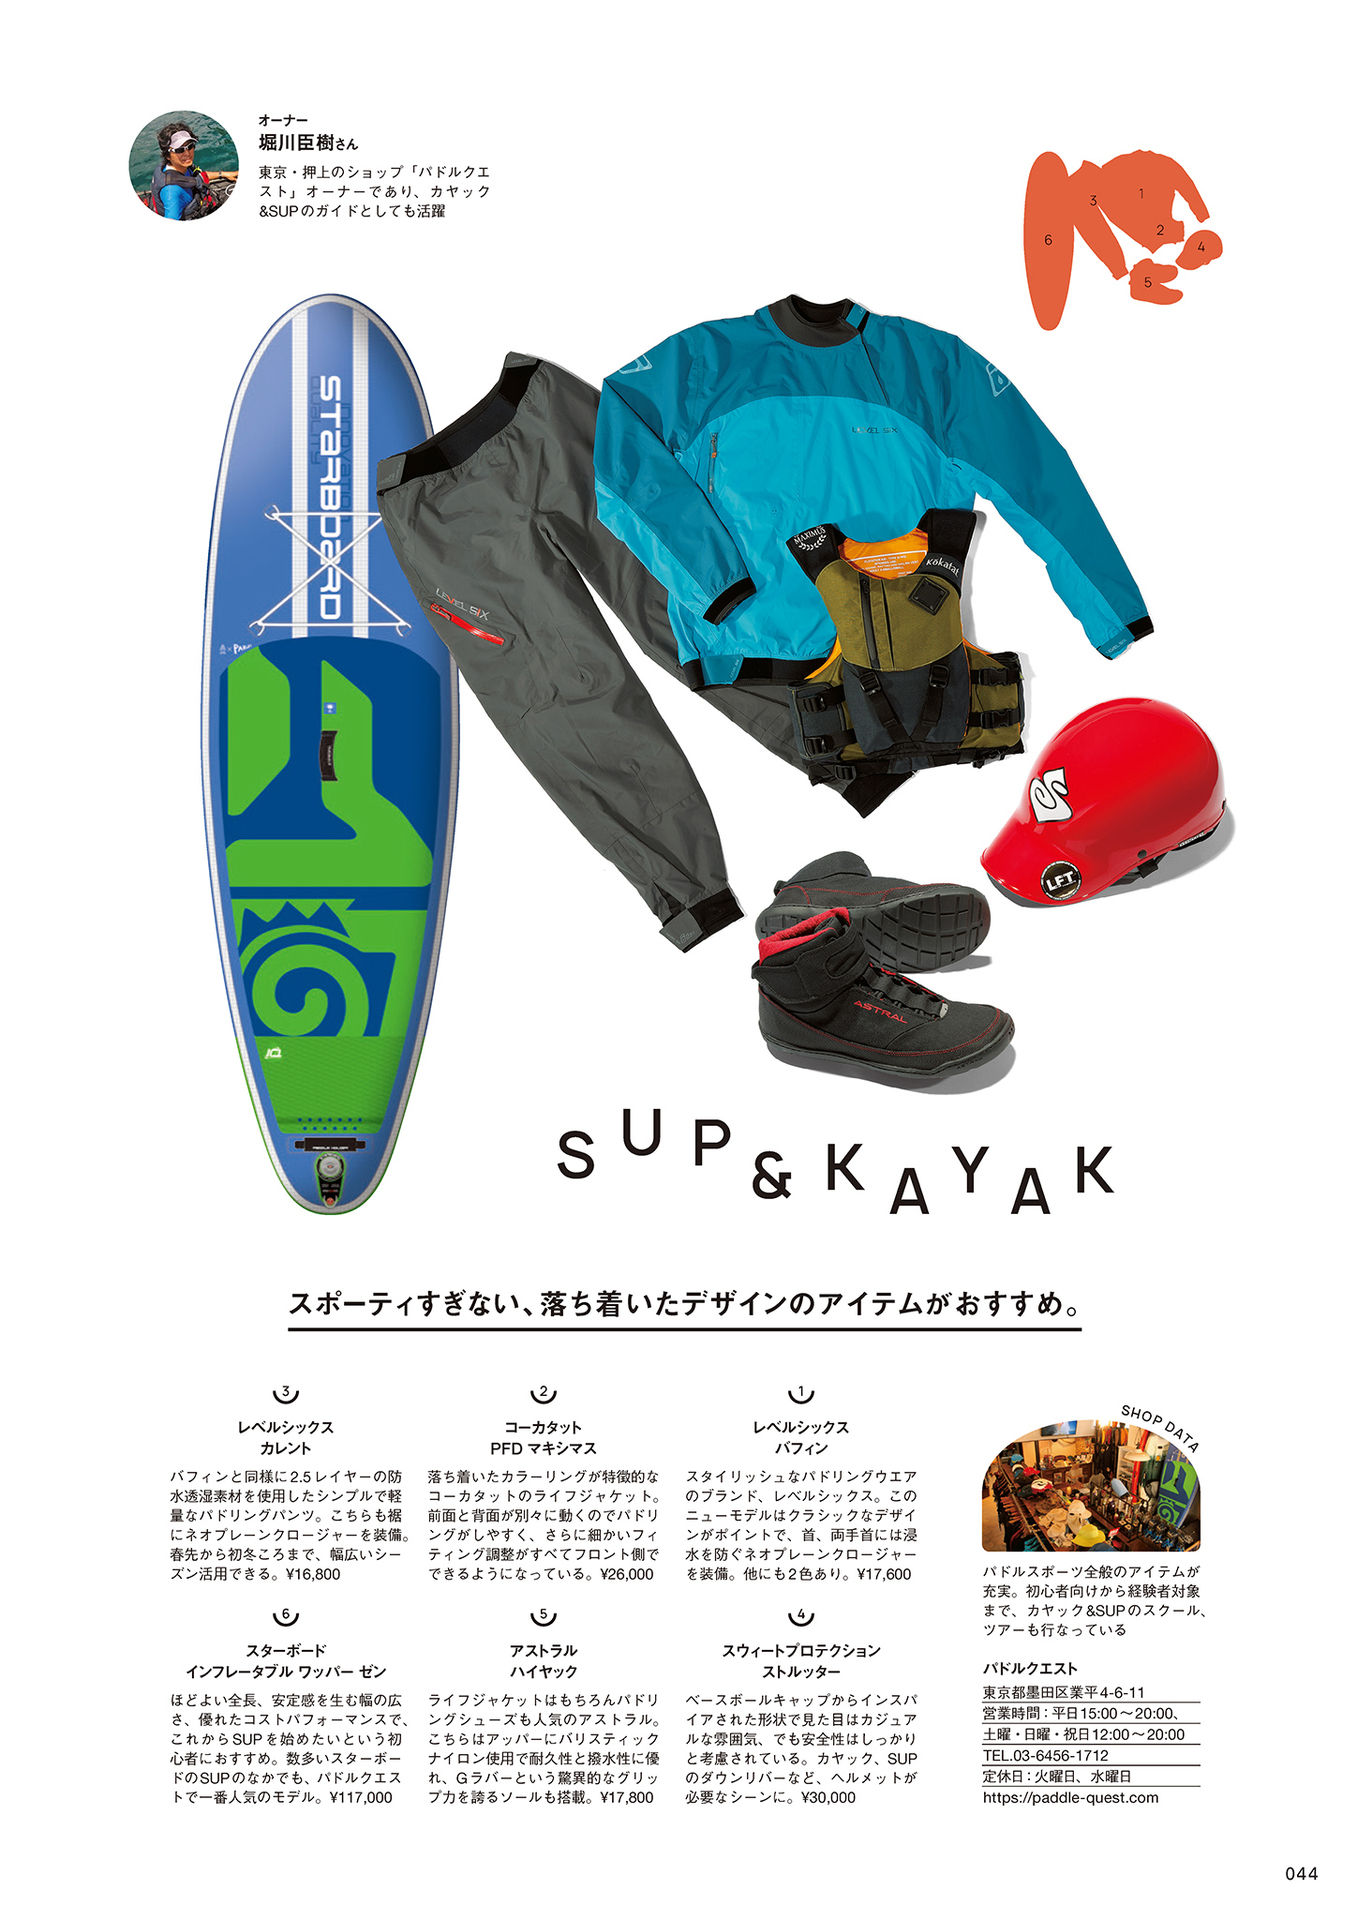 オーナー
堀川臣樹さん
東京・押上のショップ「パドルクエ
スト」オーナーであり、カヤック
&SUPのガイドとしても活躍
1
2
3
4
5
6
STARBOARD
LEVEL SIX
LEVEL SIX
MAXIMUS
Kōkatat
LFT
ASTRAL
SUP&KAYAK
スポーティすぎない、落ち着いたデザインのアイテムがおすすめ。
1
レベルシックス
バフィン
スタイリッシュなパドリングウエア
のブランド、レベルシックス。この
ニューモデルはクラシックなデザイ
ンがポイントで、首、両手首には浸
水を防ぐネオプレーンクロージャー
を装備。他にも2色あり。¥17,600
2
コーカタット
PFD マキシマス
落ち着いたカラーリングが特徴的な
コーカタットのライフジャケット。
前面と背面が別々に動くのでパドリ
ングがしやすく、さらに細かいフィ
ティング調整がすべてフロント側で
できるようになっている。¥26,000
3
レベルシックス
カレント
バフィンと同様に2.5レイヤーの防
水透湿素材を使用したシンプルで軽
量なパドリングパンツ。こちらも裾
にネオプレーンクロージャーを装備。
春先から初冬ころまで、幅広いシー
ズン活用できる。¥16,800
4
スウィートプロテクション
ストルッター
ベースボールキャップからインスパ
イアされた形状で見た目はカジュア
ルな雰囲気、でも安全性はしっかり
と考慮されている。カヤック、SUP
のダウンリバーなど、ヘルメットが
必要なシーンに。¥30,000
5
アストラル
ハイヤック
ライフジャケットはもちろんパドリ
ングシューズも人気のアストラル。
こちらはアッパーにバリスティック
ナイロン使用で耐久性と撥水性に優
れ、Gラバーという驚異的なグリッ
プ力を誇るソールも搭載。¥17,800
6
スターボード
インフレータブル ワッパー ゼン
ほどよい全長、安定感を生む幅の広
さ、優れたコストパフォーマンスで、
これからSUPを始めたいという初
心者におすすめ。数多いスターボー
ドのSUPのなかでも、パドルクエス
トで一番人気のモデル。¥117,000
SHOP DATA
パドルスポーツ全般のアイテムが
充実。初心者向けから経験者対象
まで、カヤック&SUPのスクール、
ツアーも行なっている
パドルクエスト
東京都墨田区業平4-6-11
営業時間：平日15:00〜20:00、
土曜・日曜・祝日12:00〜20:00
TEL.03-6456-1712
定休日：火曜日、水曜日
https://paddle-quest.com
044